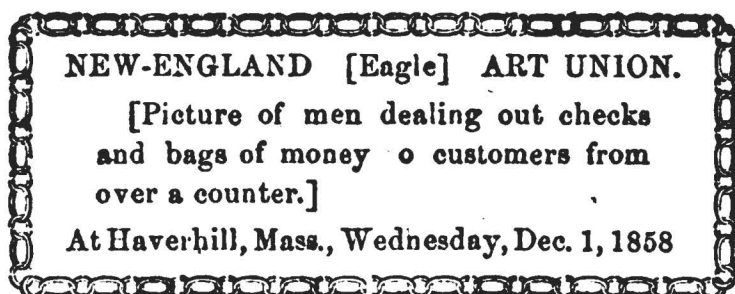 NEW-ENGLAND [Eagle] ART UNION.
[Picture of men dealing out checks
and bags of money o customers from
over a counter.]
At Haverhill, Mass., Wednesday, Dec. 1, 1858